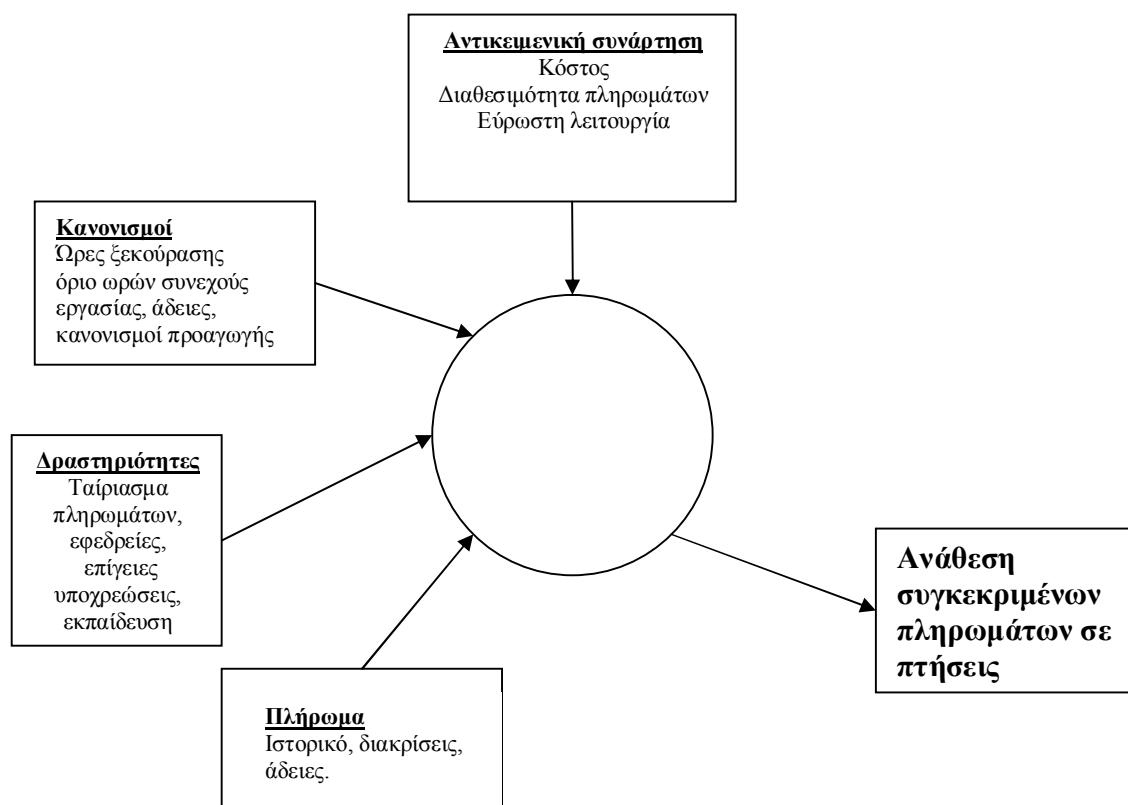 Αντικειμενική συνάρτηση
Κόστος
Διαθεσιμότητα πληρωμάτων
Εύρωστη λειτουργία
Κανονισμοί
Ώρες ξεκούρασης
όριο ωρών συνεχούς
εργασίας, άδειες,
κανονισμοί προαγωγής
Δραστηριότητες
Ταίριασμα
πληρωμάτων,
εφεδρείες,
επίγειες
υποχρεώσεις,
εκπαίδευση
Πλήρωμα
Ιστορικό, διακρίσεις,
άδειες.
Ανάθεση
συγκεκριμένων
πληρωμάτων σε
πτήσεις